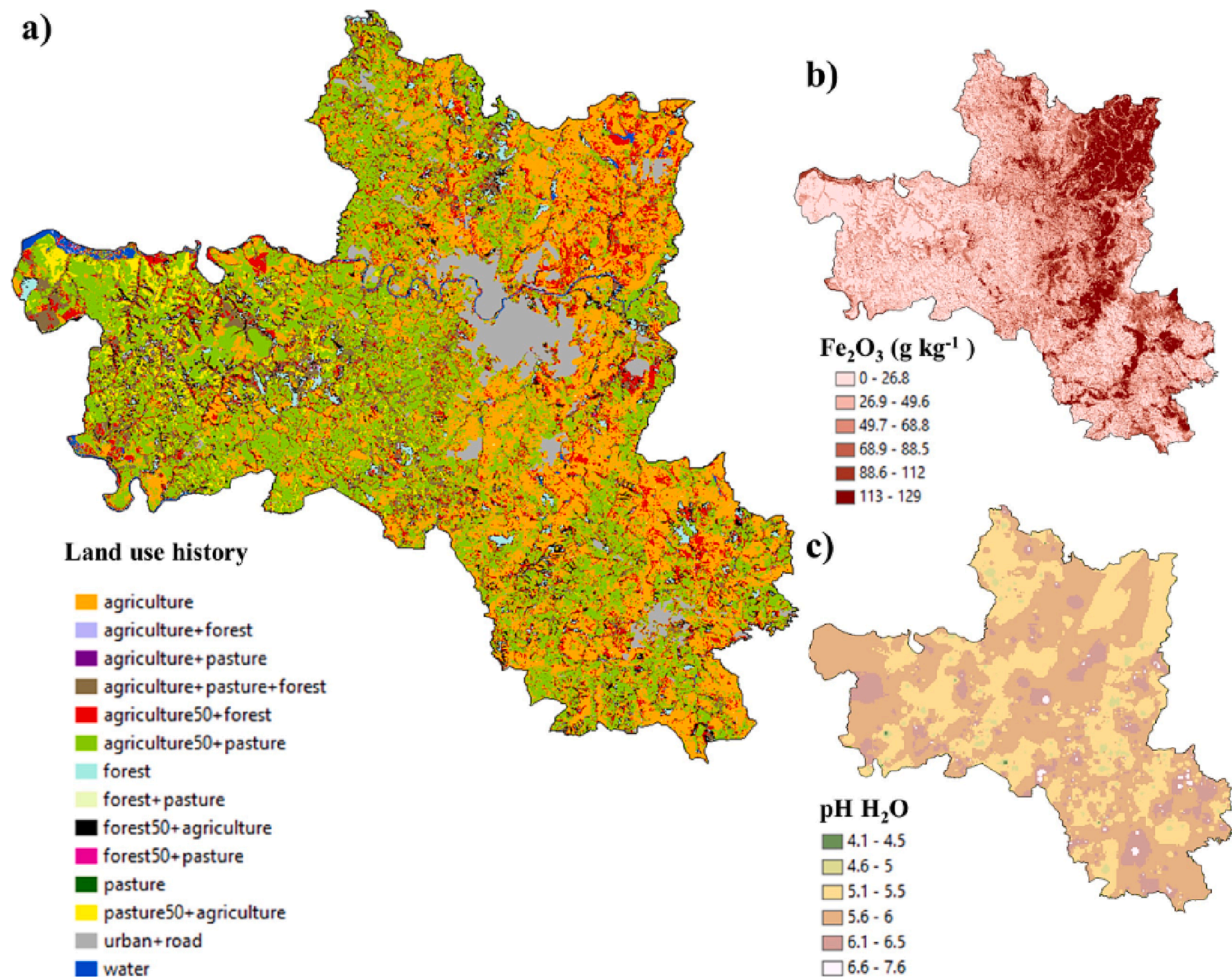 a)
Land use history
agriculture
agriculture+forest
agriculture+pasture
agriculture+pasture+forest
agriculture50+forest
agriculture50+pasture
forest
forest+pasture
forest50+agriculture
forest50+pasture
pasture
pasture50+agriculture
urban+road
water
b)
Fe₂O₃ (g kg⁻¹ )
0 - 26.8
26.9 - 49.6
49.7 - 68.8
68.9 - 88.5
88.6 - 112
113 - 129
c)
pH H₂O
4.1 - 4.5
4.6 - 5
5.1 - 5.5
5.6 - 6
6.1 - 6.5
6.6 - 7.6